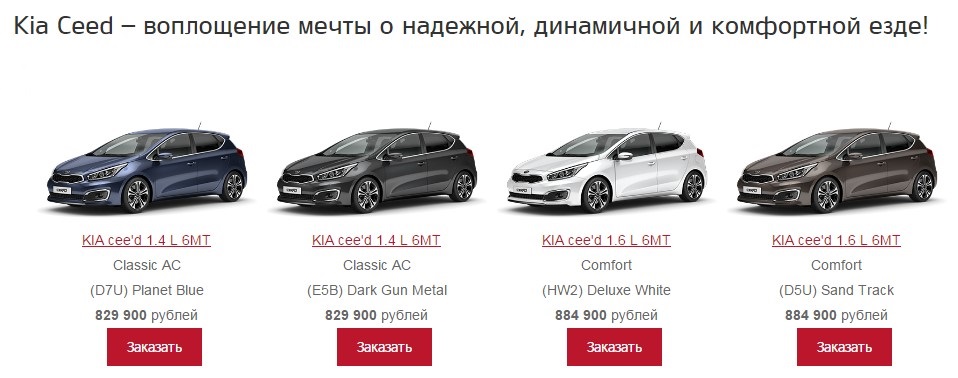 Kia Ceed – воплощение мечты о надежной, динамичной и комфортной езде!
KIA cee'd 1.4 L 6MT
Classic AC
(D7U) Planet Blue
829 900 рублей
Заказать
KIA cee'd 1.4 L 6MT
Classic AC
(E5B) Dark Gun Metal
829 900 рублей
Заказать
KIA cee'd 1.6 L 6MT
Comfort
(HW2) Deluxe White
884 900 рублей
Заказать
KIA cee'd 1.6 L 6MT
Comfort
(D5U) Sand Track
884 900 рублей
Заказать